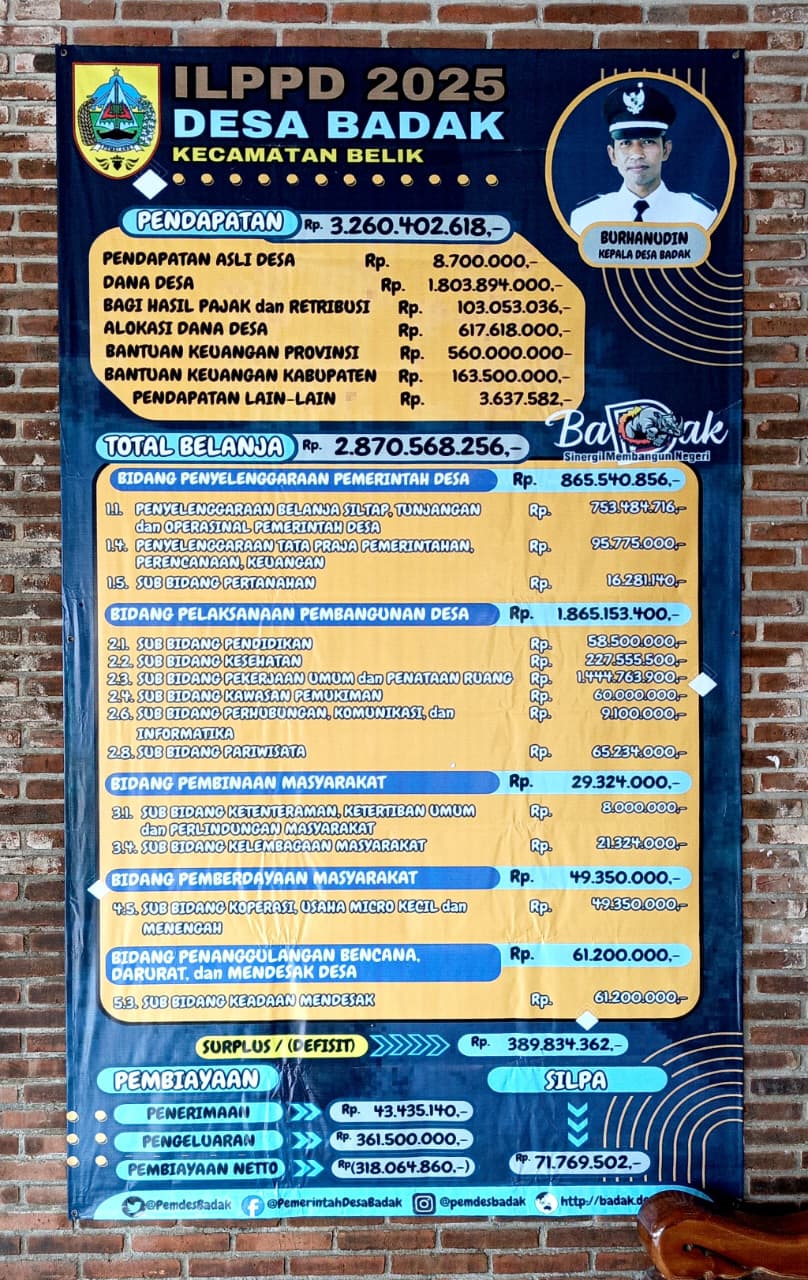 ILPPD 2025
DESA BADAK
KECAMATAN BELIK
BURHANUDIN
KEPALA DESA BADAK
PENDAPATAN Rp. 3.260.402.618,-
PENDAPATAN ASLI DESA Rp. 8.700.000,-
DANA DESA Rp. 1.803.894.000,-
BAGI HASIL PAJAK dan RETRIBUSI Rp. 103.053.036,-
ALOKASI DANA DESA Rp. 617.618.000,-
BANTUAN KEUANGAN PROVINSI Rp. 560.000.000-
BANTUAN KEUANGAN KABUPATEN Rp. 163.500.000,-
PENDAPATAN LAIN-LAIN Rp. 3.637.582,-
Ba ak
Sinergi Membangun Negeri
TOTAL BELANJA Rp. 2.870.568.256,-
BIDANG PENYELENGGARAAN PEMERINTAH DESA Rp. 865.540.856,-
1.1. PENYELENGGARAAN BELANJA SILTAP, TUNJANGAN Rp. 753.484.716,-
dan OPERASINAL PEMERINTAH DESA
1.4. PENYELENGGARAAN TATA PRAJA PEMERINTAHAN, Rp. 95.775.000,-
PERENCANAAN, KEUANGAN
1.5. SUB BIDANG PERTANAHAN Rp. 16.281.140,-
BIDANG PELAKSANAAN PEMBANGUNAN DESA Rp. 1.865.153.400,-
2.1. SUB BIDANG PENDIDIKAN Rp. 58.500.000,-
2.2. SUB BIDANG KESEHATAN Rp. 227.555.500,-
2.3. SUB BIDANG PEKERJAAN UMUM dan PENATAAN RUANG Rp. 1.444.763.900,-
2.4. SUB BIDANG KAWASAN PEMUKIMAN Rp. 60.000.000,-
2.6. SUB BIDANG PERHUBUNGAN, KOMUNIKASI, dan Rp. 9.100.000,-
INFORMATIKA
2.8. SUB BIDANG PARIWISATA Rp. 65.234.000,-
BIDANG PEMBINAAN MASYARAKAT Rp. 29.324.000,-
3.1. SUB BIDANG KETENTERAMAN, KETERTIBAN UMUM Rp. 8.000.000,-
dan PERLINDUNGAN MASYARAKAT
3.4. SUB BIDANG KELEMBAGAAN MASYARAKAT Rp. 21.324.000,-
BIDANG PEMBERDAYAAN MASYARAKAT Rp. 49.350.000,-
4.5. SUB BIDANG KOPERASI, USAHA MICRO KECIL dan Rp. 49.350.000,-
MENENGAH
BIDANG PENANGGULANGAN BENCANA, Rp. 61.200.000,-
DARURAT, dan MENDESAK DESA
5.3. SUB BIDANG KEADAAN MENDESAK Rp. 61.200.000,-
SURPLUS / (DEFISIT) Rp. 389.834.362,-
PEMBIAYAAN SILPA
PENERIMAAN Rp. 43.435.140,-
PENGELUARAN Rp. 361.500.000,-
PEMBIAYAAN NETTO Rp(318.064.860,-) Rp. 71.769.502,-
@PemdesBadak @PemerintahDesaBadak @pemdesbadak http://badak.de